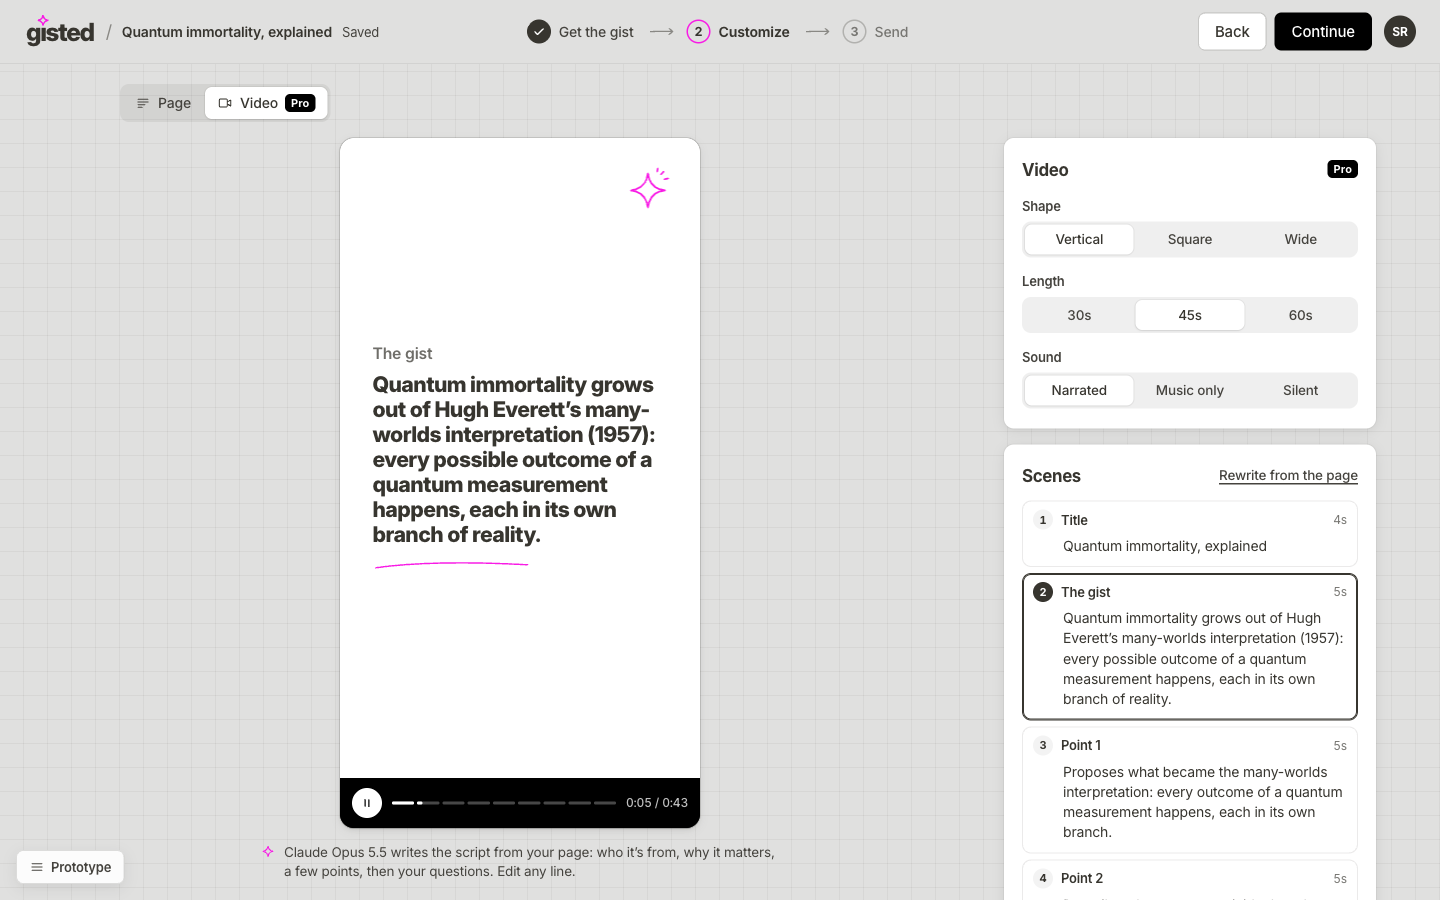 gisted / Quantum immortality, explained Saved
Get the gist
2 Customize
3 Send
Back
Continue
SR
Page
Video Pro
The gist
Quantum immortality grows
out of Hugh Everett’s many-
worlds interpretation (1957):
every possible outcome of a
quantum measurement
happens, each in its own
branch of reality.
0:05 / 0:43
Claude Opus 5.5 writes the script from your page: who it’s from, why it matters,
a few points, then your questions. Edit any line.
Prototype
Video Pro
Shape
Vertical Square Wide
Length
30s 45s 60s
Sound
Narrated Music only Silent
Scenes Rewrite from the page
1 Title 4s
Quantum immortality, explained
2 The gist 5s
Quantum immortality grows out of Hugh
Everett’s many-worlds interpretation (1957):
every possible outcome of a quantum
measurement happens, each in its own
branch of reality.
3 Point 1 5s
Proposes what became the many-worlds
interpretation: every outcome of a quantum
measurement happens, each in its own
branch.
4 Point 2 5s